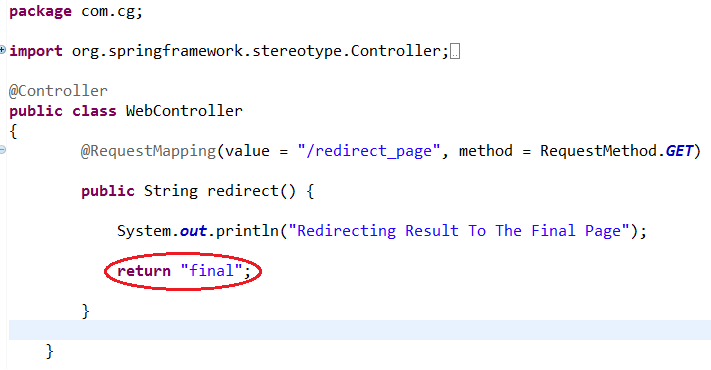 package com.cg;
import org.springframework.stereotype.Controller;
@Controller
public class WebController
{
@RequestMapping(value = "/redirect_page", method = RequestMethod.GET)
public String redirect() {
System.out.println("Redirecting Result To The Final Page");
return "final";
}
}